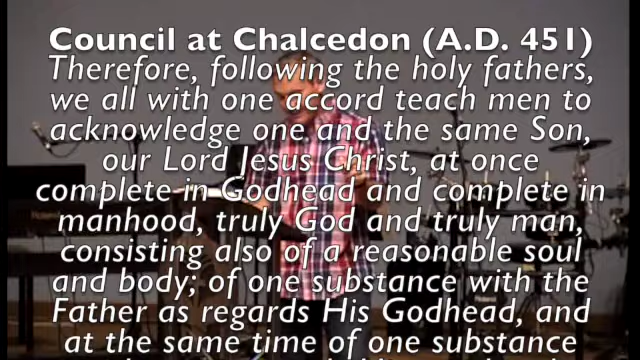 Council at Chalcedon (A.D. 451)
Therefore, following the holy fathers,
we all with one accord teach men to
acknowledge one and the same Son,
our Lord Jesus Christ, at once
complete in Godhead and complete in
manhood, truly God and truly man,
consisting also of a reasonable soul
and body; of one substance with the
Father as regards His Godhead, and
at the same time of one substance